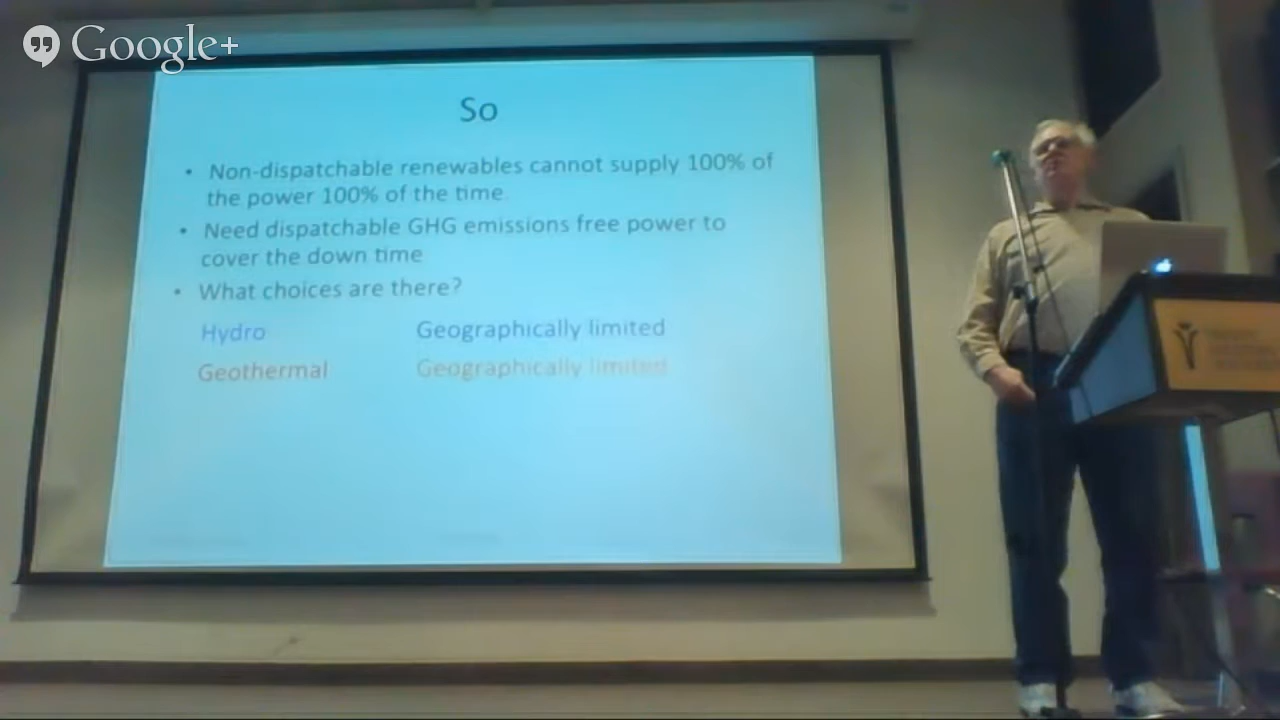 Google+
So
• Non-dispatchable renewables cannot supply 100% of
the power 100% of the time
• Need dispatchable GHG emissions free power to
cover the down time
• What choices are there?
Hydro Geographically limited
Geothermal Geographically limited